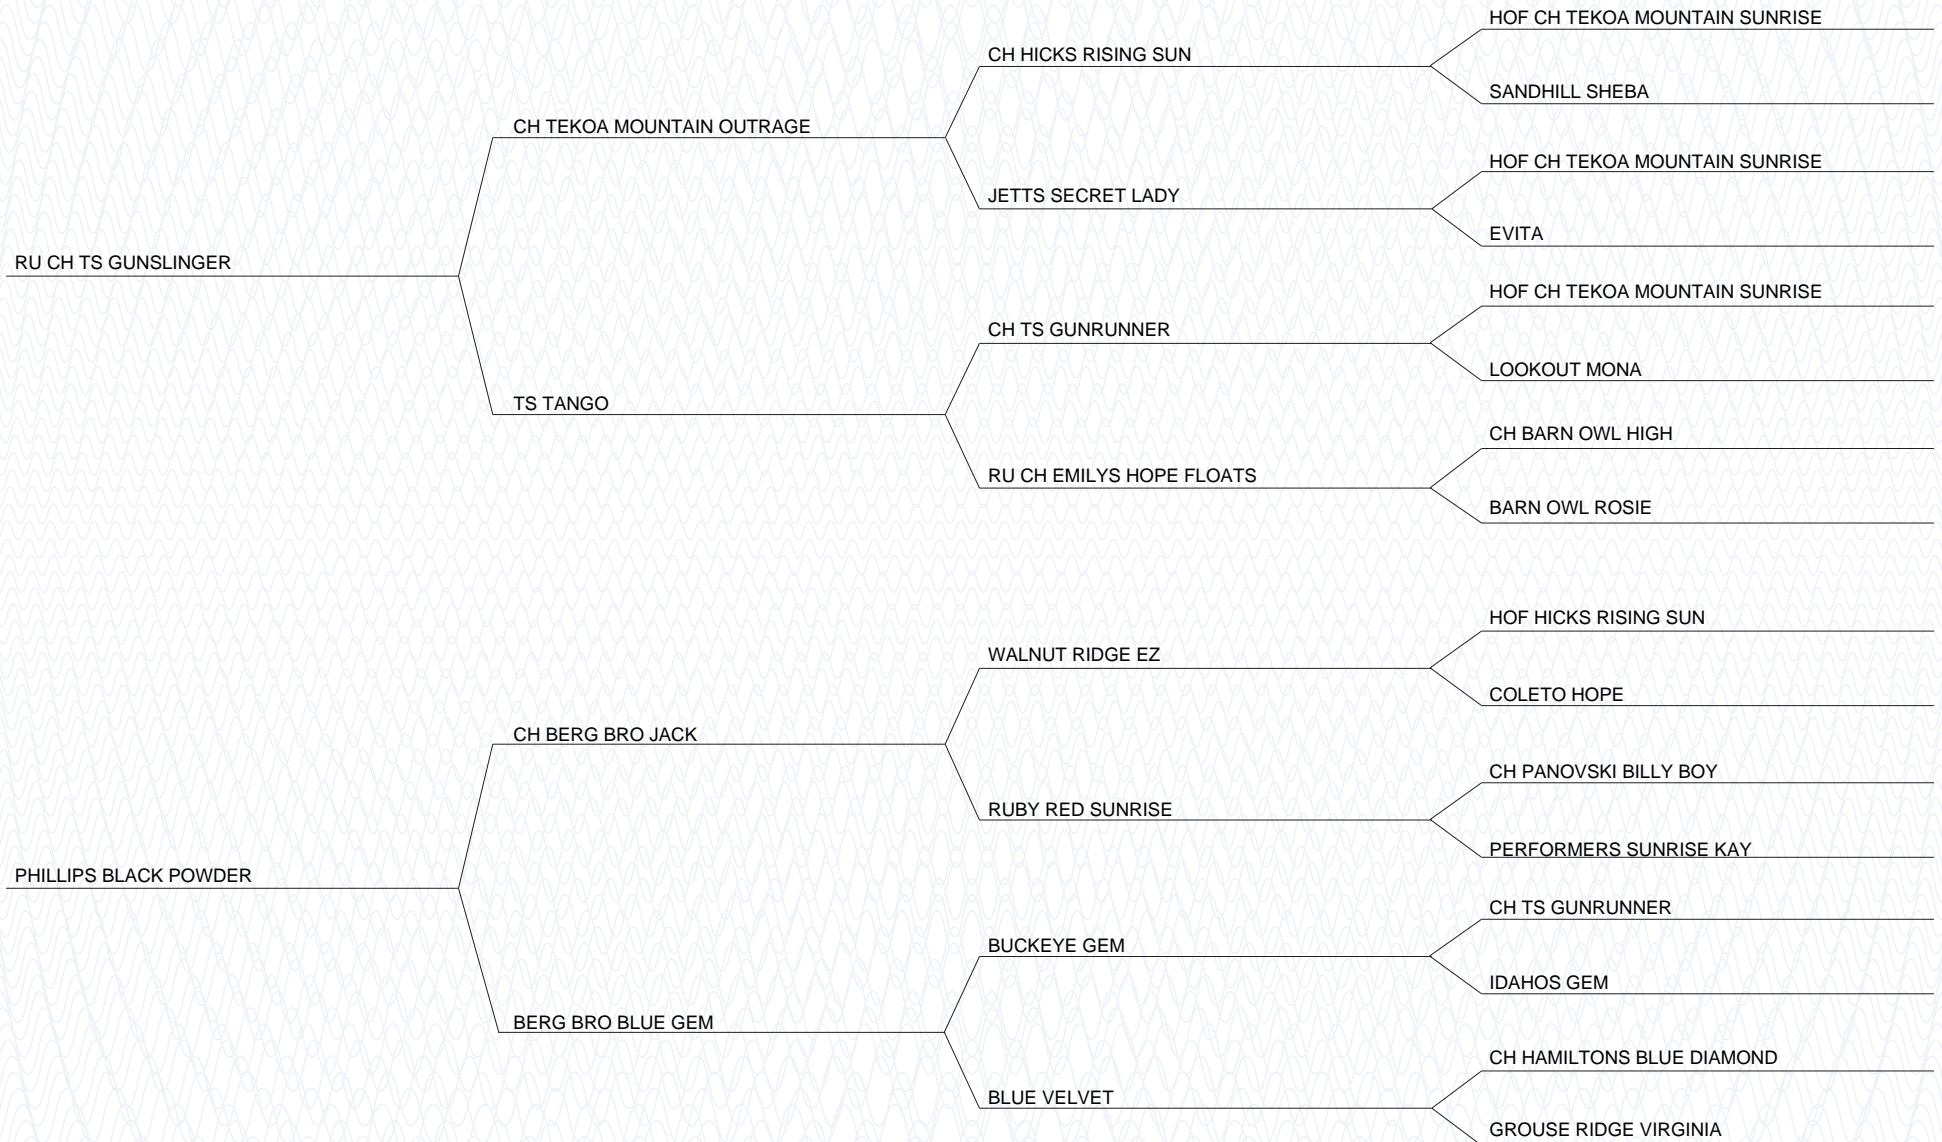 HOF CH TEKOA MOUNTAIN SUNRISE
CH HICKS RISING SUN
SANDHILL SHEBA
CH TEKOA MOUNTAIN OUTRAGE
HOF CH TEKOA MOUNTAIN SUNRISE
JETTS SECRET LADY
EVITA
RU CH TS GUNSLINGER
HOF CH TEKOA MOUNTAIN SUNRISE
CH TS GUNRUNNER
LOOKOUT MONA
TS TANGO
CH BARN OWL HIGH
RU CH EMILYS HOPE FLOATS
BARN OWL ROSIE
HOF HICKS RISING SUN
WALNUT RIDGE EZ
COLETO HOPE
CH BERG BRO JACK
CH PANOVSKI BILLY BOY
RUBY RED SUNRISE
PERFORMERS SUNRISE KAY
PHILLIPS BLACK POWDER
CH TS GUNRUNNER
BUCKEYE GEM
IDAHOS GEM
BERG BRO BLUE GEM
CH HAMILTONS BLUE DIAMOND
BLUE VELVET
GROUSE RIDGE VIRGINIA